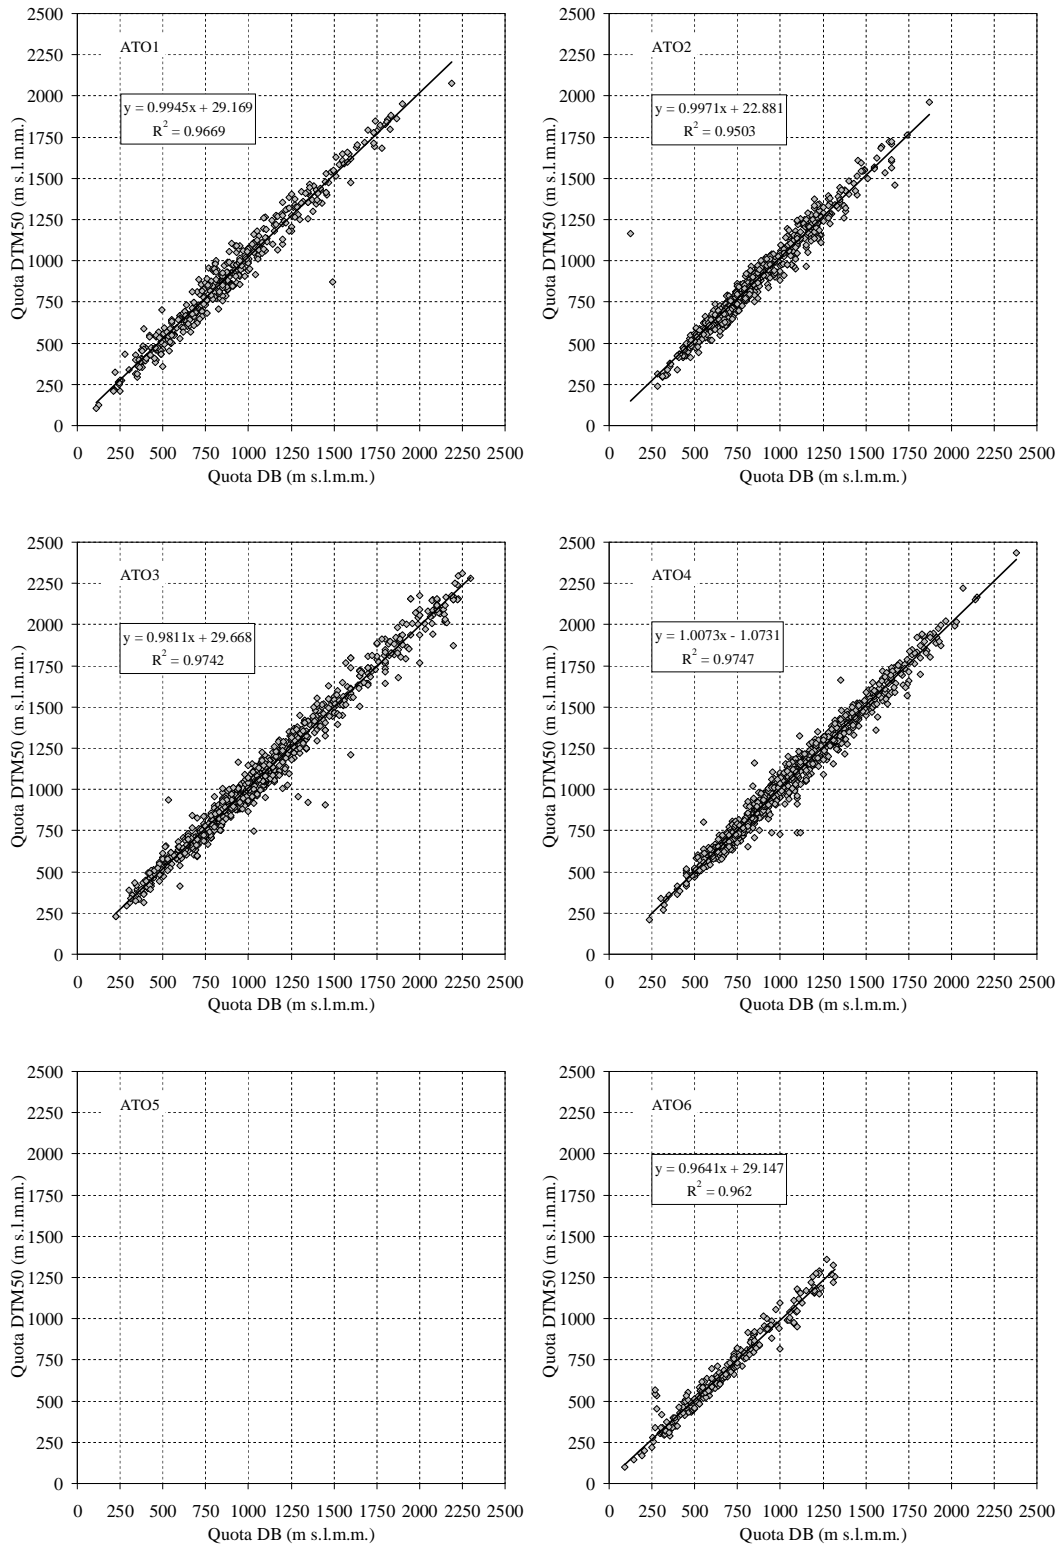 ATO1
y = 0.9945x + 29.169
R² = 0.9669
2500
2250
2000
1750
1500
1250
1000
750
500
250
0
0 250 500 750 1000 1250 1500 1750 2000 2250 2500
Quota DB (m s.l.m.m.)
Quota DTM50 (m s.l.m.m.)
ATO2
y = 0.9971x + 22.881
R² = 0.9503
2500
2250
2000
1750
1500
1250
1000
750
500
250
0
0 250 500 750 1000 1250 1500 1750 2000 2250 2500
Quota DB (m s.l.m.m.)
Quota DTM50 (m s.l.m.m.)
ATO3
y = 0.9811x + 29.668
R² = 0.9742
2500
2250
2000
1750
1500
1250
1000
750
500
250
0
0 250 500 750 1000 1250 1500 1750 2000 2250 2500
Quota DB (m s.l.m.m.)
Quota DTM50 (m s.l.m.m.)
ATO4
y = 1.0073x - 1.0731
R² = 0.9747
2500
2250
2000
1750
1500
1250
1000
750
500
250
0
0 250 500 750 1000 1250 1500 1750 2000 2250 2500
Quota DB (m s.l.m.m.)
Quota DTM50 (m s.l.m.m.)
ATO5
2500
2250
2000
1750
1500
1250
1000
750
500
250
0
0 250 500 750 1000 1250 1500 1750 2000 2250 2500
Quota DB (m s.l.m.m.)
Quota DTM50 (m s.l.m.m.)
ATO6
y = 0.9641x + 29.147
R² = 0.962
2500
2250
2000
1750
1500
1250
1000
750
500
250
0
0 250 500 750 1000 1250 1500 1750 2000 2250 2500
Quota DB (m s.l.m.m.)
Quota DTM50 (m s.l.m.m.)